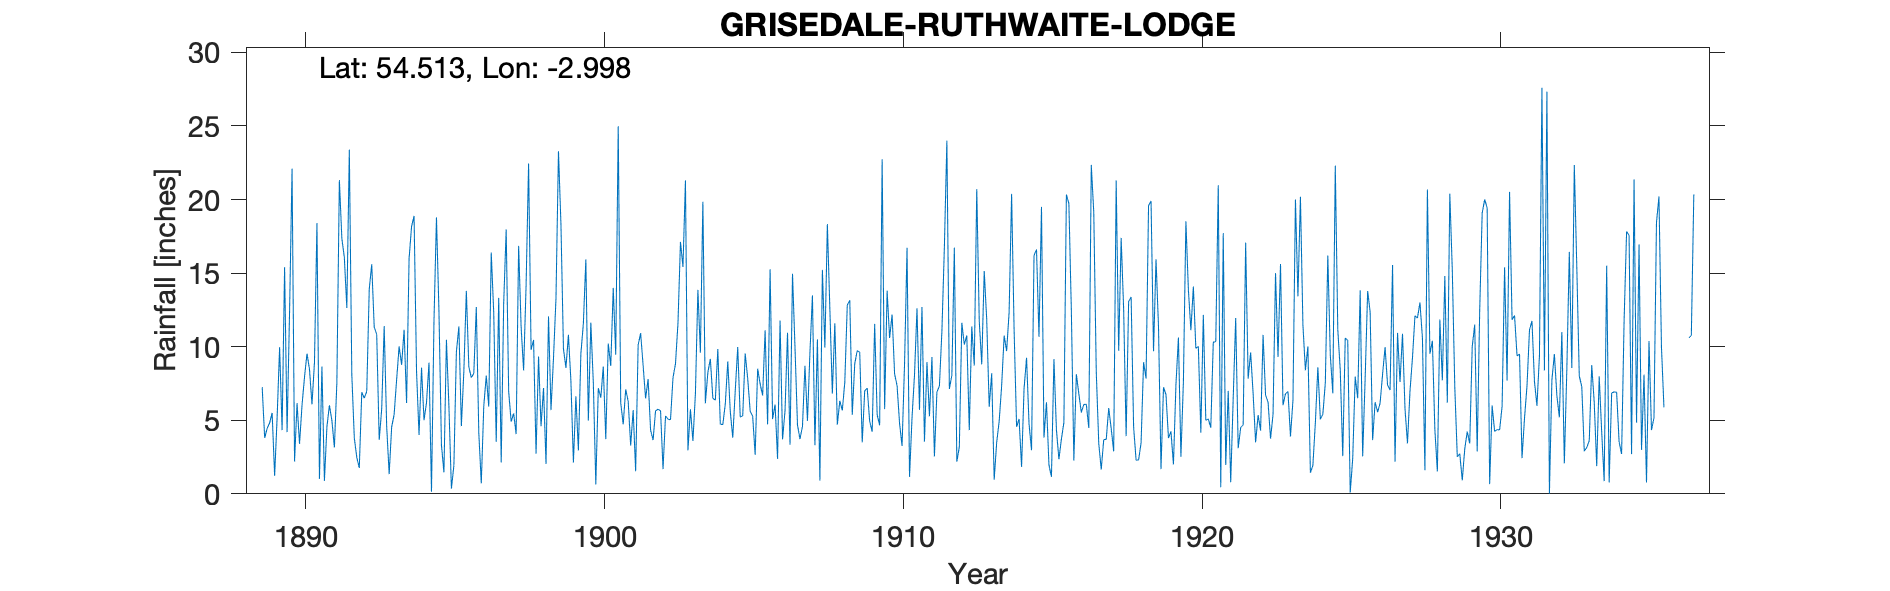 GRISEDALE-RUTHWAITE-LODGE
Lat: 54.513, Lon: -2.998
30
25
20
15
10
5
0
Rainfall [inches]
1890 1900 1910 1920 1930
Year